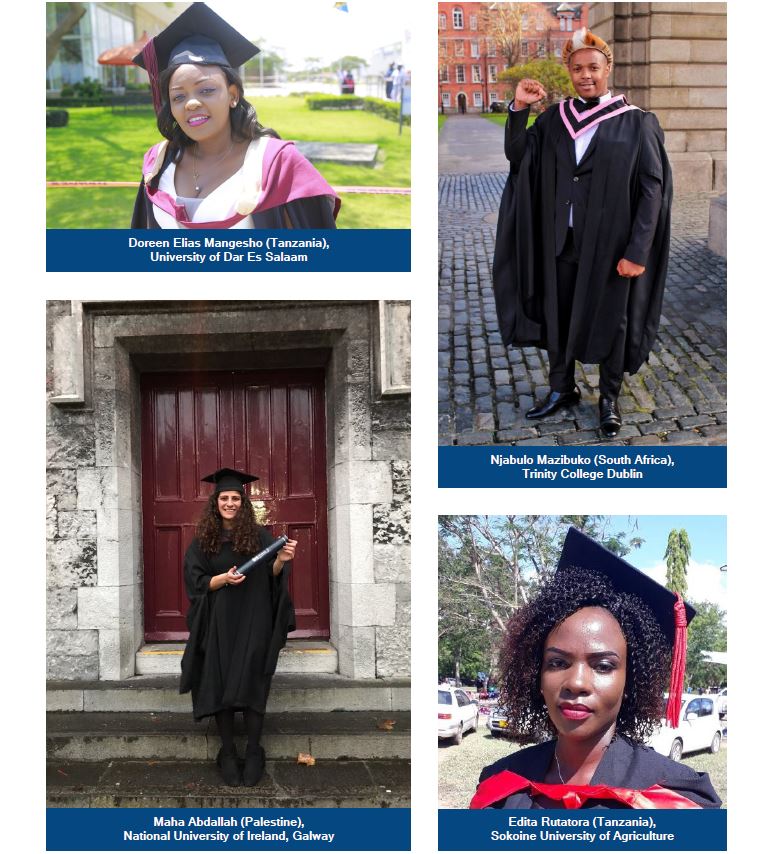 Doreen Elias Mangesho (Tanzania),
University of Dar Es Salaam
Njabulo Mazibuko (South Africa),
Trinity College Dublin
Maha Abdallah (Palestine),
National University of Ireland, Galway
Edita Rutatora (Tanzania),
Sokoine University of Agriculture